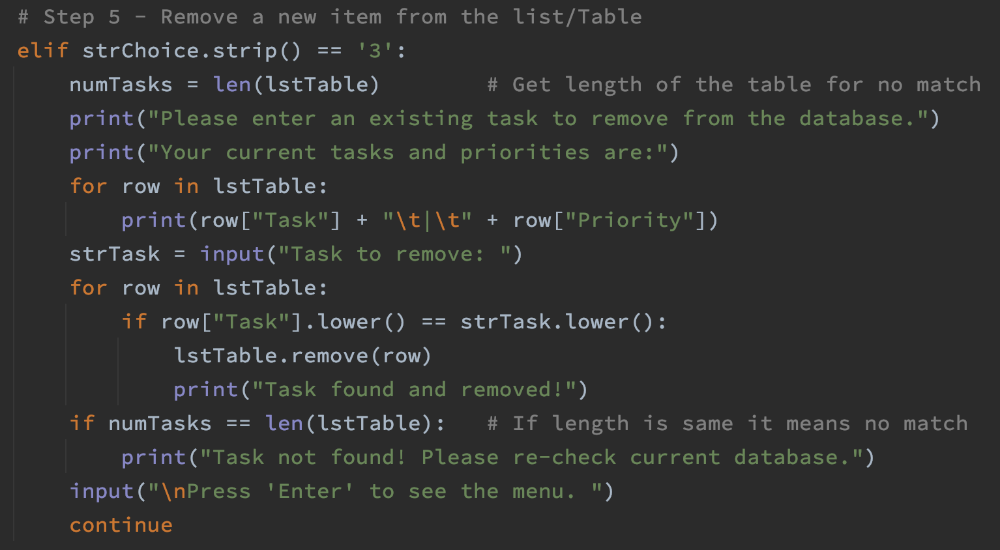 # Step 5 - Remove a new item from the list/Table
elif strChoice.strip() == '3':
    numTasks = len(lstTable)        # Get length of the table for no match
    print("Please enter an existing task to remove from the database.")
    print("Your current tasks and priorities are:")
    for row in lstTable:
        print(row["Task"] + "\t|\t" + row["Priority"])
    strTask = input("Task to remove: ")
    for row in lstTable:
        if row["Task"].lower() == strTask.lower():
            lstTable.remove(row)
            print("Task found and removed!")
    if numTasks == len(lstTable):   # If length is same it means no match
        print("Task not found! Please re-check current database.")
    input("\nPress 'Enter' to see the menu. ")
    continue